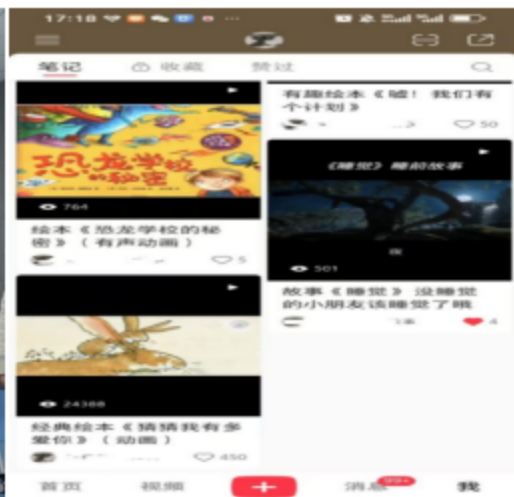 17:18
笔记 收藏 赞过
恐龙学校的秘密
764
绘本《恐龙学校的秘
密》（有声动画）
5
24388
经典绘本《猜猜我有多
爱你》（动画）
450
有趣绘本《嘘！我们有
个计划》
50
《睡觉》睡前故事
501
故事《睡觉》没睡觉
的小朋友该睡觉了哦
4
首页 视频 消息 99+ 我